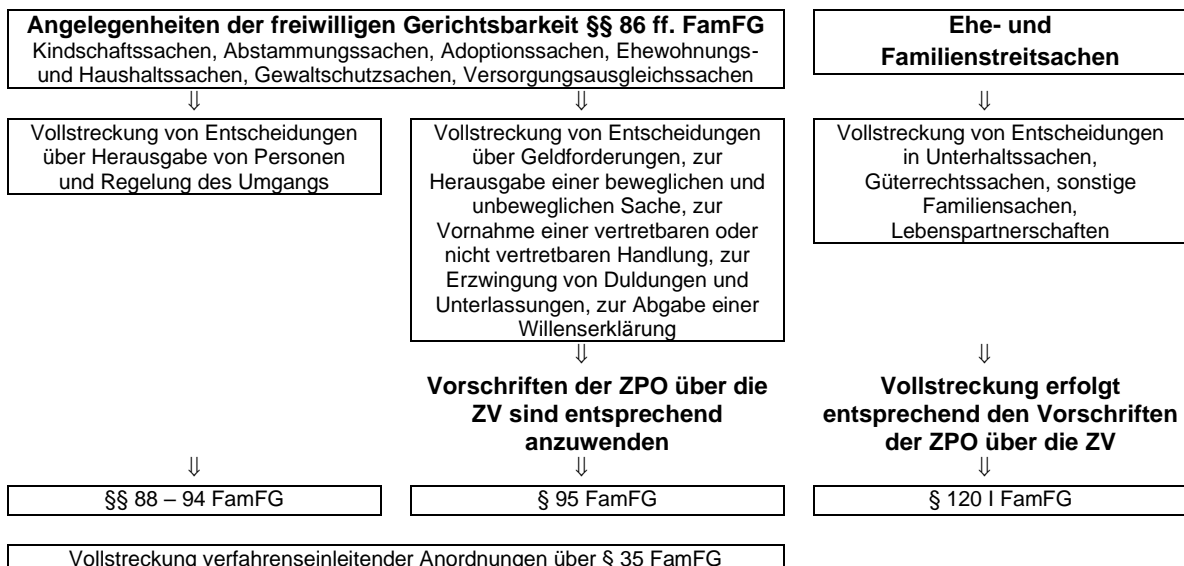 Angelegenheiten der freiwilligen Gerichtsbarkeit §§ 86 ff. FamFG
Kindschaftssachen, Abstammungssachen, Adoptionssachen, Ehewohnungs-
und Haushaltssachen, Gewaltschutzsachen, Versorgungsausgleichssachen
Ehe- und
Familienstreitsachen
⇓ ⇓ ⇓
Vollstreckung von Entscheidungen
über Herausgabe von Personen
und Regelung des Umgangs
Vollstreckung von Entscheidungen
über Geldforderungen, zur
Herausgabe einer beweglichen und
unbeweglichen Sache, zur
Vornahme einer vertretbaren oder
nicht vertretbaren Handlung, zur
Erzwingung von Duldungen und
Unterlassungen, zur Abgabe einer
Willenserklärung
Vollstreckung von Entscheidungen
in Unterhaltssachen,
Güterrechtssachen, sonstige
Familiensachen,
Lebenspartnerschaften
⇓ ⇓
Vorschriften der ZPO über die
ZV sind entsprechend
anzuwenden
Vollstreckung erfolgt
entsprechend den Vorschriften
der ZPO über die ZV
⇓ ⇓ ⇓
§§ 88 – 94 FamFG
§ 95 FamFG
§ 120 I FamFG
Vollstreckung verfahrenseinleitender Anordnungen über § 35 FamFG